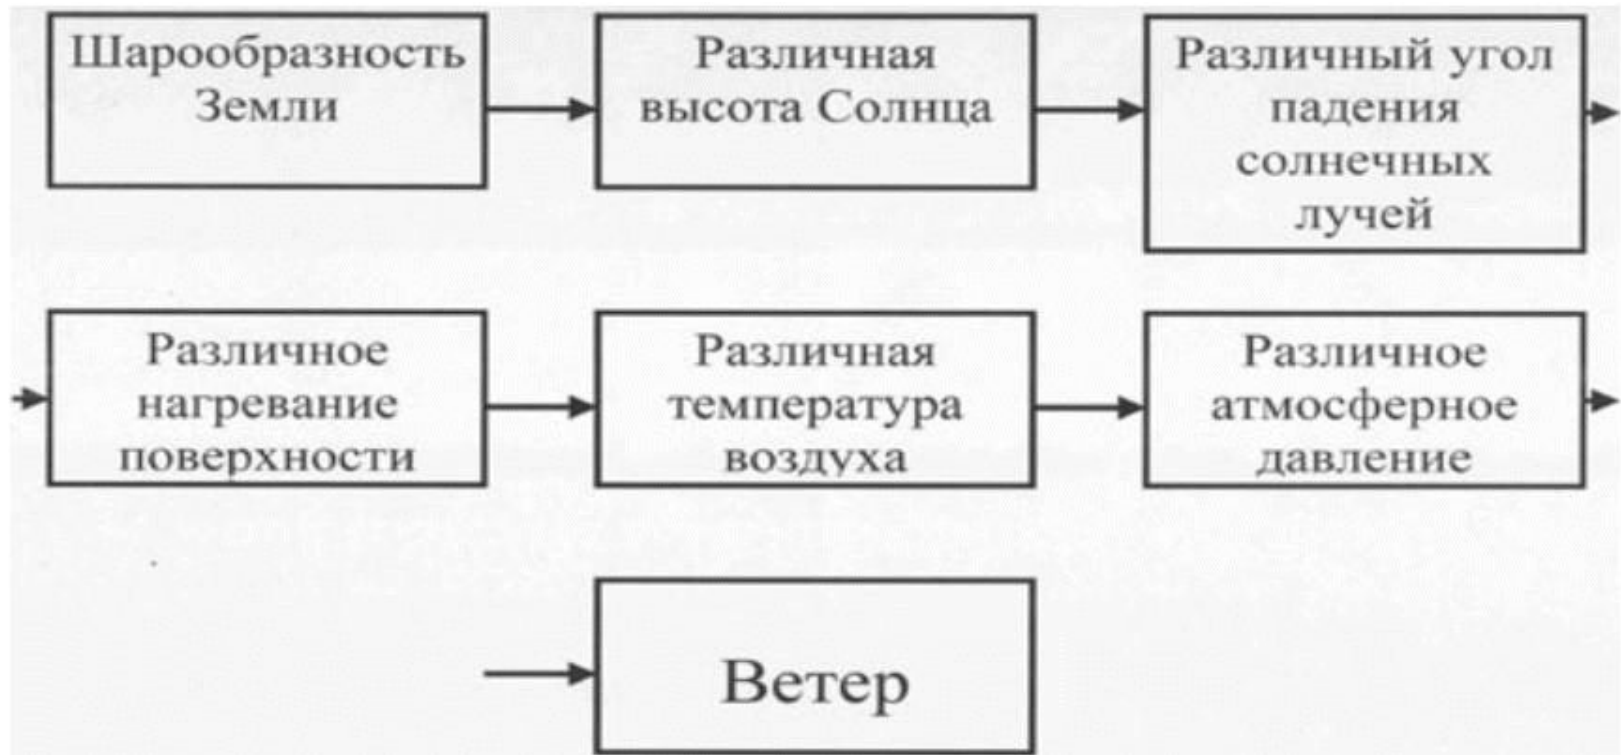 Шарообразность
Земли
Различная
высота Солнца
Различный угол
падения
солнечных
лучей
Различное
нагревание
поверхности
Различная
температура
воздуха
Различное
атмосферное
давление
Ветер